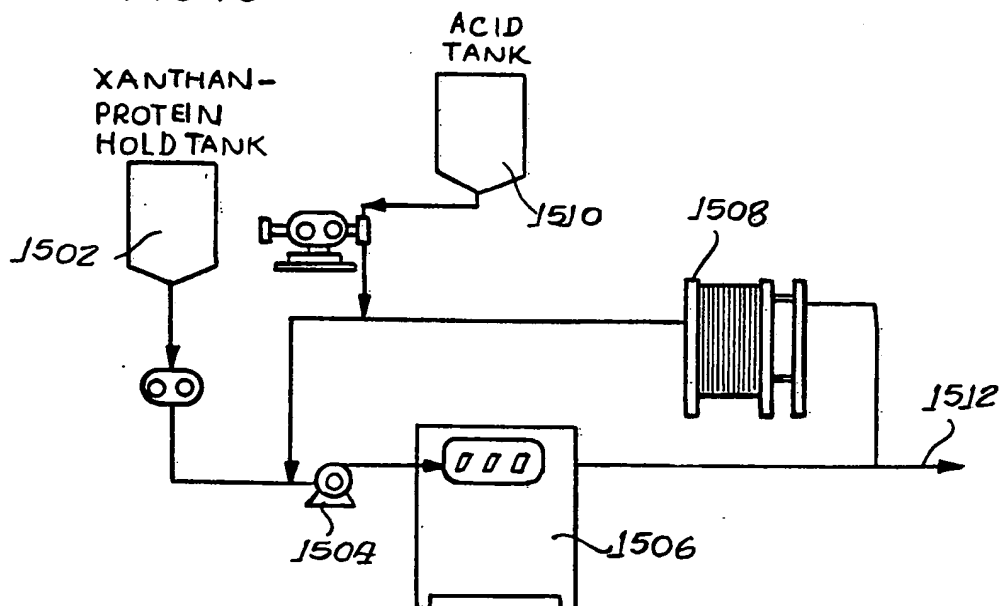 ACID
TANK
XANTHAN-
PROTEIN
HOLD TANK
1510
1508
1502
1512
1504
1506